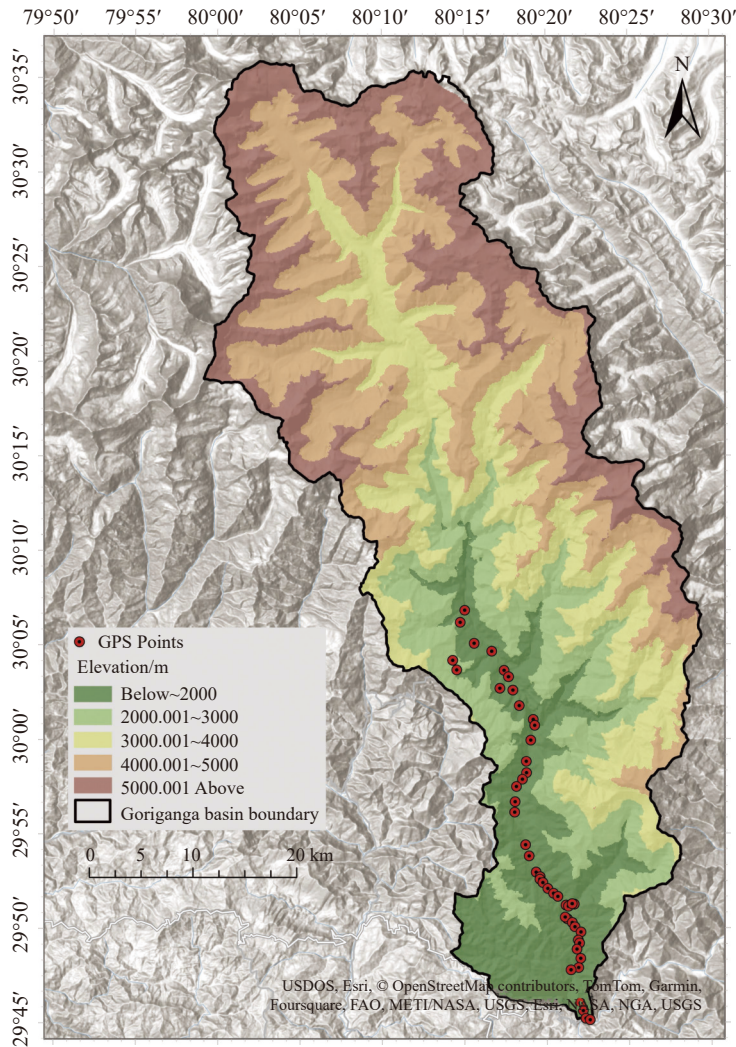 79°55′ 80°00′ 80°05′ 80°10′ 80°15′ 80°20′ 80°25′ 80°30′
N
30°35′
30°30′
30°25′
30°20′
30°15′
30°10′
30°05′
30°00′
29°55′
29°50′
29°45′
GPS Points
Elevation/m
Below~2000
2000.001~3000
3000.001~4000
4000.001~5000
5000.001 Above
Goriganga basin boundary
0 5 10 20 km
USDOS, Esri, © OpenStreetMap contributors, TomTom, Garmin,
Foursquare, FAO, METI/NASA, USGS, Esri, NASA, NGA, USGS